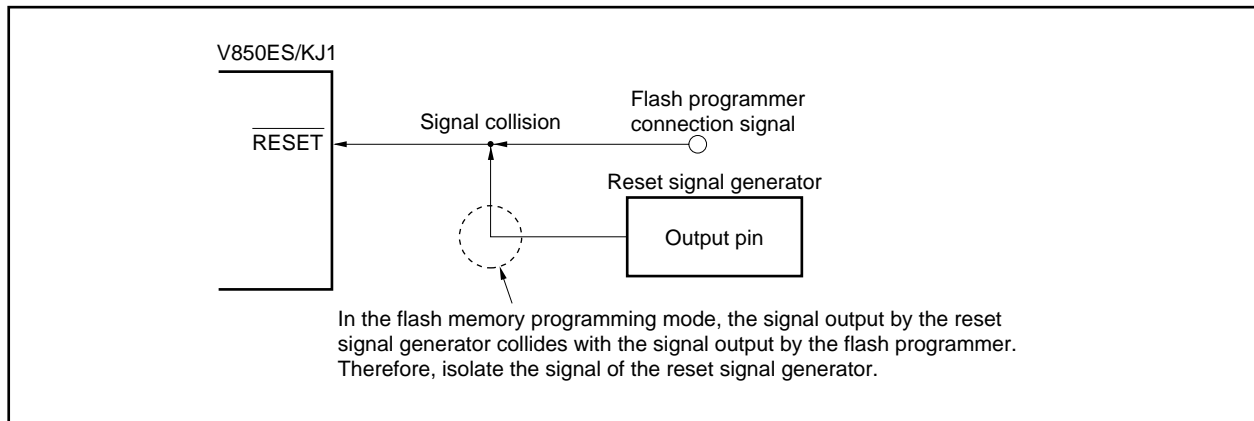 V850ES/KJ1
Flash programmer
connection signal
Signal collision
RESET
Reset signal generator
Output pin
In the flash memory programming mode, the signal output by the reset
signal generator collides with the signal output by the flash programmer.
Therefore, isolate the signal of the reset signal generator.